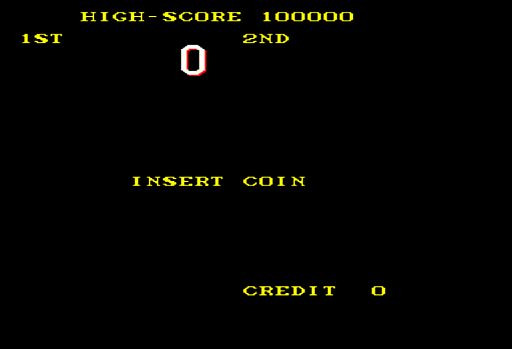 HIGH-SCORE 100000
1ST 2ND
0
INSERT COIN
CREDIT 0